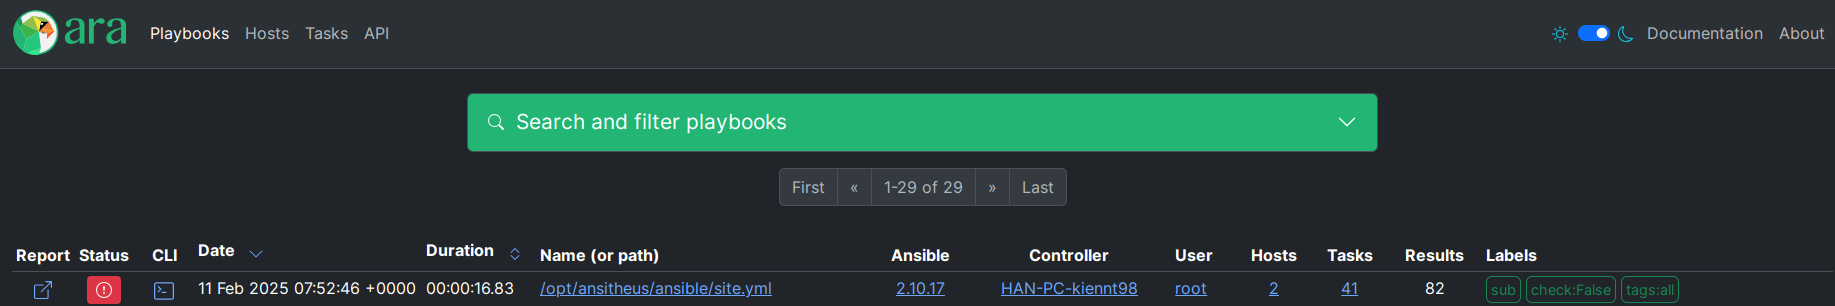 ara Playbooks Hosts Tasks API Documentation About
Search and filter playbooks
First « 1-29 of 29 » Last
Report Status CLI Date Duration Name (or path) Ansible Controller User Hosts Tasks Results Labels
11 Feb 2025 07:52:46 +0000 00:00:16.83 /opt/ansitheus/ansible/site.yml 2.10.17 HAN-PC-kiennt98 root 2 41 82 sub check:False tags:all